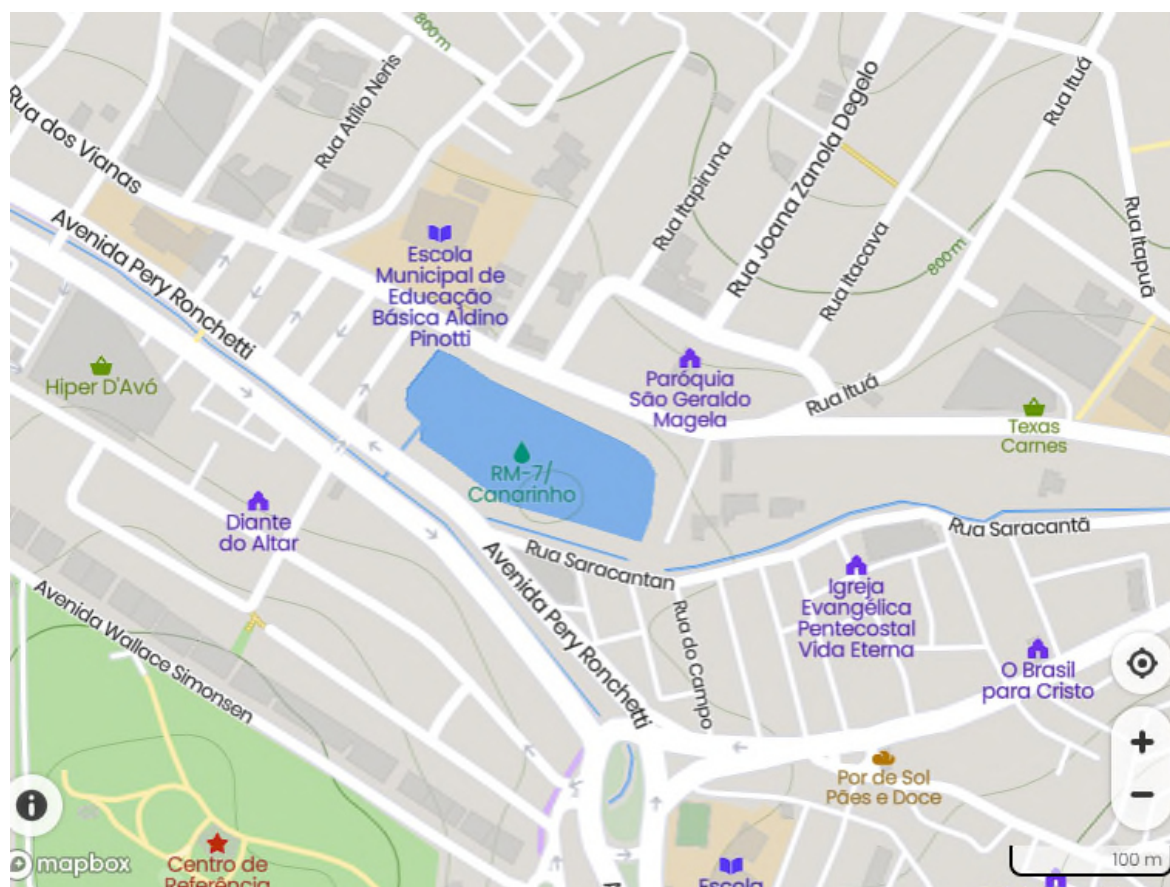 800 m
Rua Atílio Neris
Rua dos Vianas
Avenida Pery Ronchetti
Rua Itapiruna
Rua Joana Zanola Degelo
Rua Ituá
Rua Itacava
800 m
Rua Itapuã
Escola
Municipal de
Educação
Básica Aldino
Pinotti
Hiper D'Avó
Paróquia
São Geraldo
Magela
Rua Ituá
Texas
Carnes
RM-7/
Canarinho
Diante
do Altar
Rua Saracantan
Rua Saracantã
Avenida Pery Ronchetti
Igreja
Evangélica
Pentecostal
Vida Eterna
Rua do Campo
O Brasil
para Cristo
Avenida Wallace Simonsen
Por de Sol
Pães e Doce
Centro de
Referência
Escola
mapbox
100 m